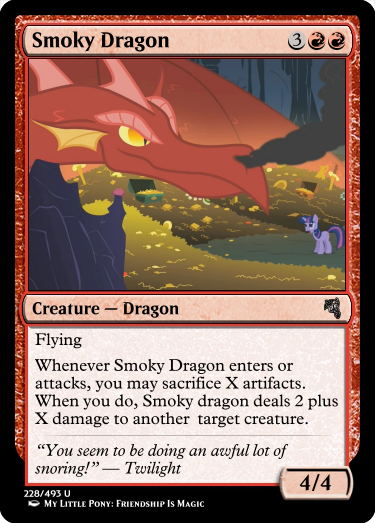 Smoky Dragon 3
Creature — Dragon
Flying
Whenever Smoky Dragon enters or
attacks, you may sacrifice X artifacts.
When you do, Smoky dragon deals 2 plus
X damage to another  target creature.
“You seem to be doing an awful lot of
snoring!” — Twilight
4/4
228/493 U
My Little Pony: Friendship Is Magic